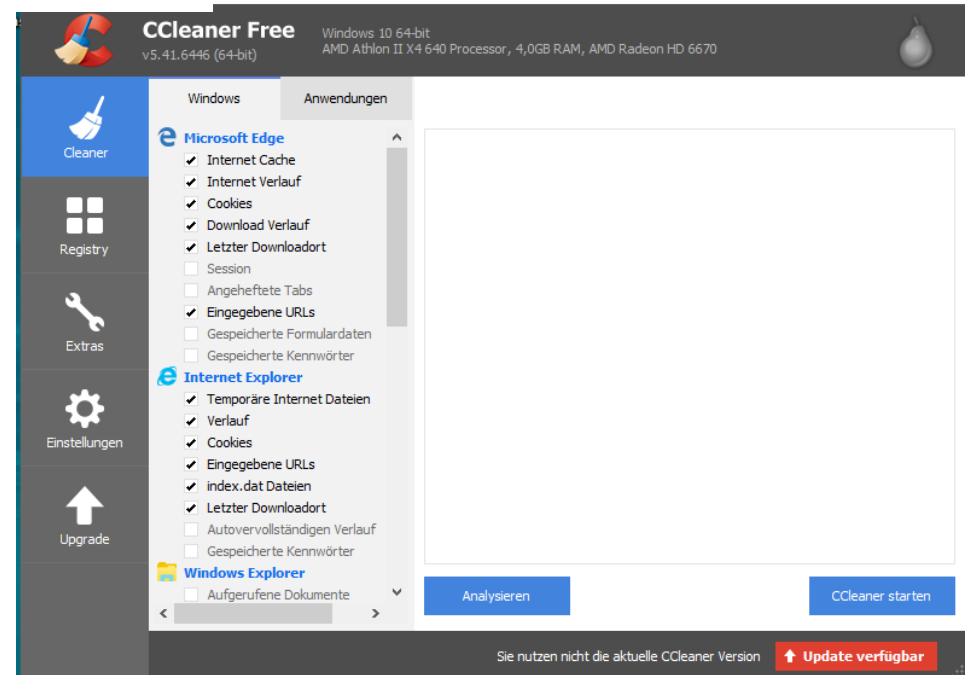 CCleaner Free
v5.41.6446 (64-bit)
Windows 10 64-bit
AMD Athlon II X4 640 Processor, 4,0GB RAM, AMD Radeon HD 6670
Cleaner
Registry
Extras
Einstellungen
Upgrade
Windows
Anwendungen
Microsoft Edge
Internet Cache
Internet Verlauf
Cookies
Download Verlauf
Letzter Downloadort
Session
Angeheftete Tabs
Eingegebene URLs
Gespeicherte Formulardaten
Gespeicherte Kennwörter
Internet Explorer
Temporäre Internet Dateien
Verlauf
Cookies
Eingegebene URLs
index.dat Dateien
Letzter Downloadort
Autovervollständigen Verlauf
Gespeicherte Kennwörter
Windows Explorer
Aufgerufene Dokumente
Analysieren
CCleaner starten
Sie nutzen nicht die aktuelle CCleaner Version
Update verfügbar